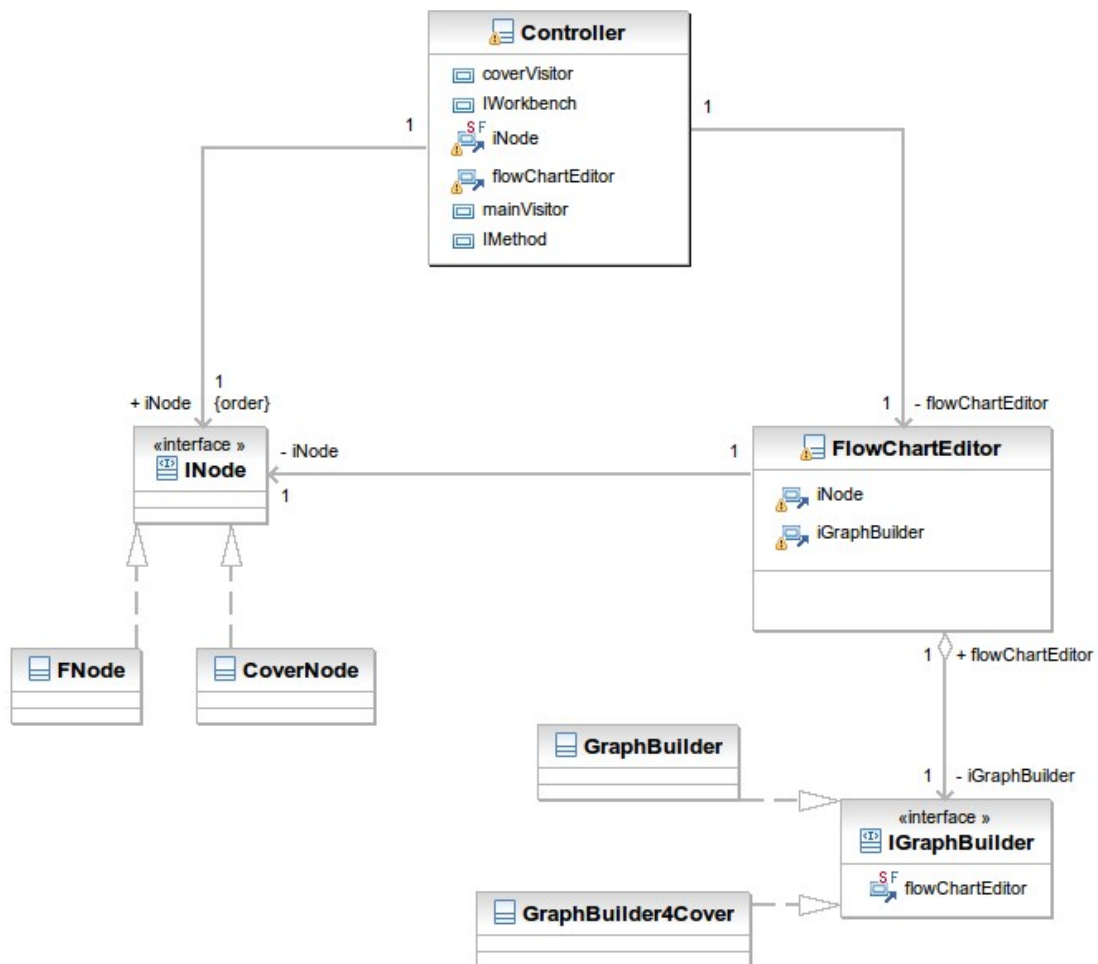 Controller
coverVisitor
IWorkbench
S F
iNode
flowChartEditor
mainVisitor
IMethod
1
1
1
+ iNode {order}
1 - flowChartEditor
«interface »
INode
- iNode
1
1
FlowChartEditor
iNode
iGraphBuilder
FNode
CoverNode
1 + flowChartEditor
GraphBuilder
1 - iGraphBuilder
«interface »
IGraphBuilder
S F
flowChartEditor
GraphBuilder4Cover